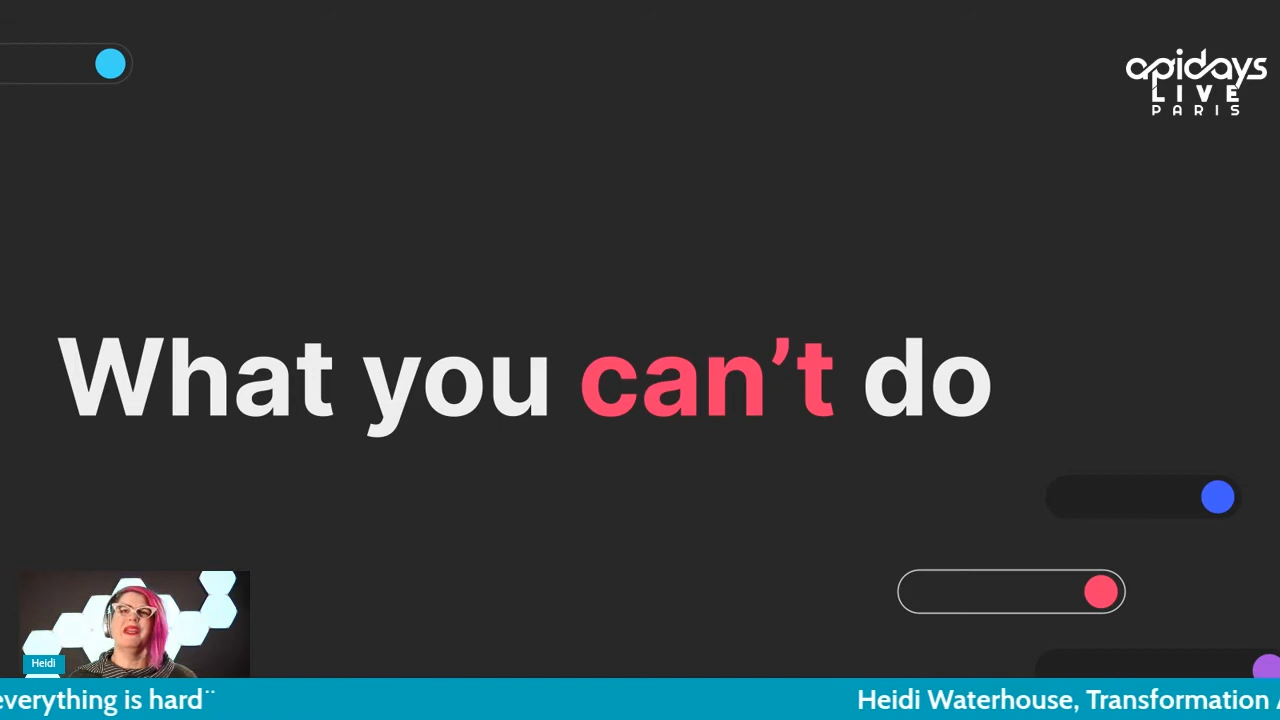 apidays
LIVE
PARIS
What you can’t do
Heidi
everything is hard¨
Heidi Waterhouse, Transformation